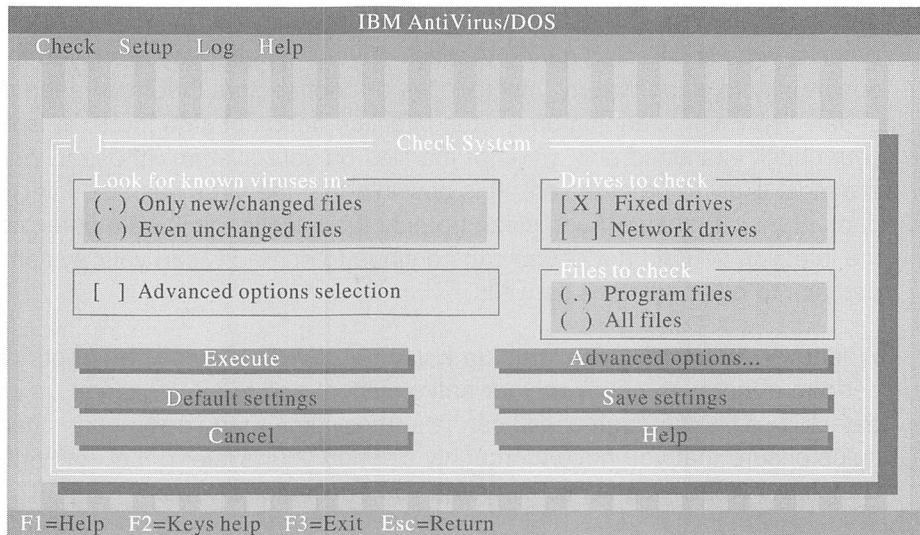 IBM AntiVirus/DOS
Check Setup Log Help
[ ] Check System
Look for known viruses in:
(.) Only new/changed files
( ) Even unchanged files
Drives to check
[X] Fixed drives
[ ] Network drives
[ ] Advanced options selection
Files to check
(.) Program files
( ) All files
Execute
Advanced options...
Default settings
Save settings
Cancel
Help
F1=Help F2=Keys help F3=Exit Esc=Return